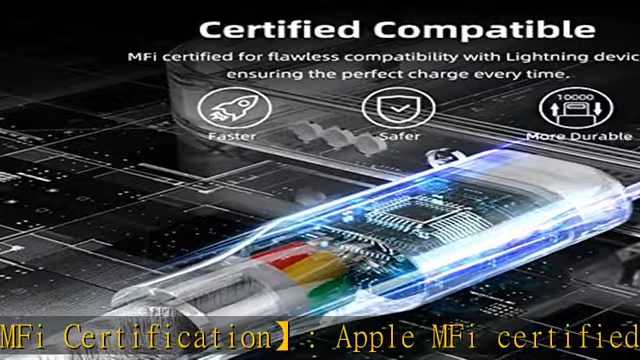 Certified Compatible
MFi certified for flawless compatibility with Lightning devic
ensuring the perfect charge every time.
10000
Faster
Safer
More Durable
MFi Certification】: Apple MFi certified